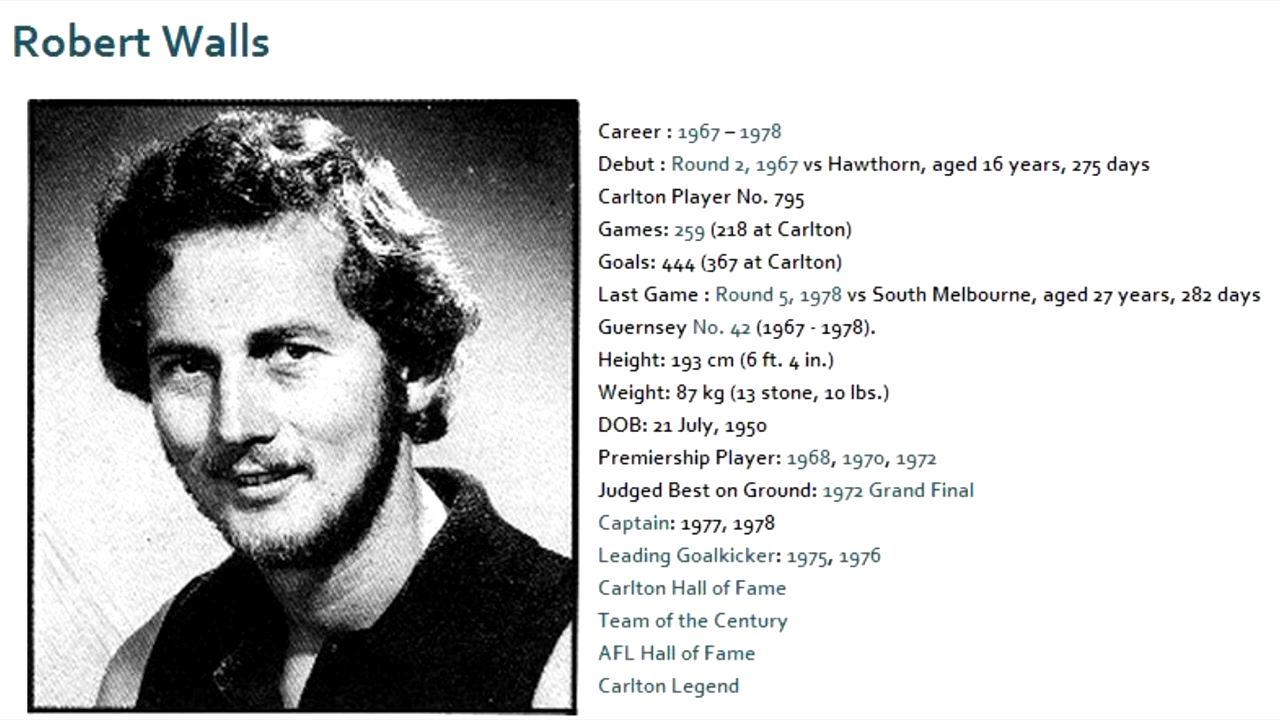 Robert Walls
Career : 1967 – 1978
Debut : Round 2, 1967 vs Hawthorn, aged 16 years, 275 days
Carlton Player No. 795
Games: 259 (218 at Carlton)
Goals: 444 (367 at Carlton)
Last Game : Round 5, 1978 vs South Melbourne, aged 27 years, 282 days
Guernsey No. 42 (1967 - 1978).
Height: 193 cm (6 ft. 4 in.)
Weight: 87 kg (13 stone, 10 lbs.)
DOB: 21 July, 1950
Premiership Player: 1968, 1970, 1972
Judged Best on Ground: 1972 Grand Final
Captain: 1977, 1978
Leading Goalkicker: 1975, 1976
Carlton Hall of Fame
Team of the Century
AFL Hall of Fame
Carlton Legend